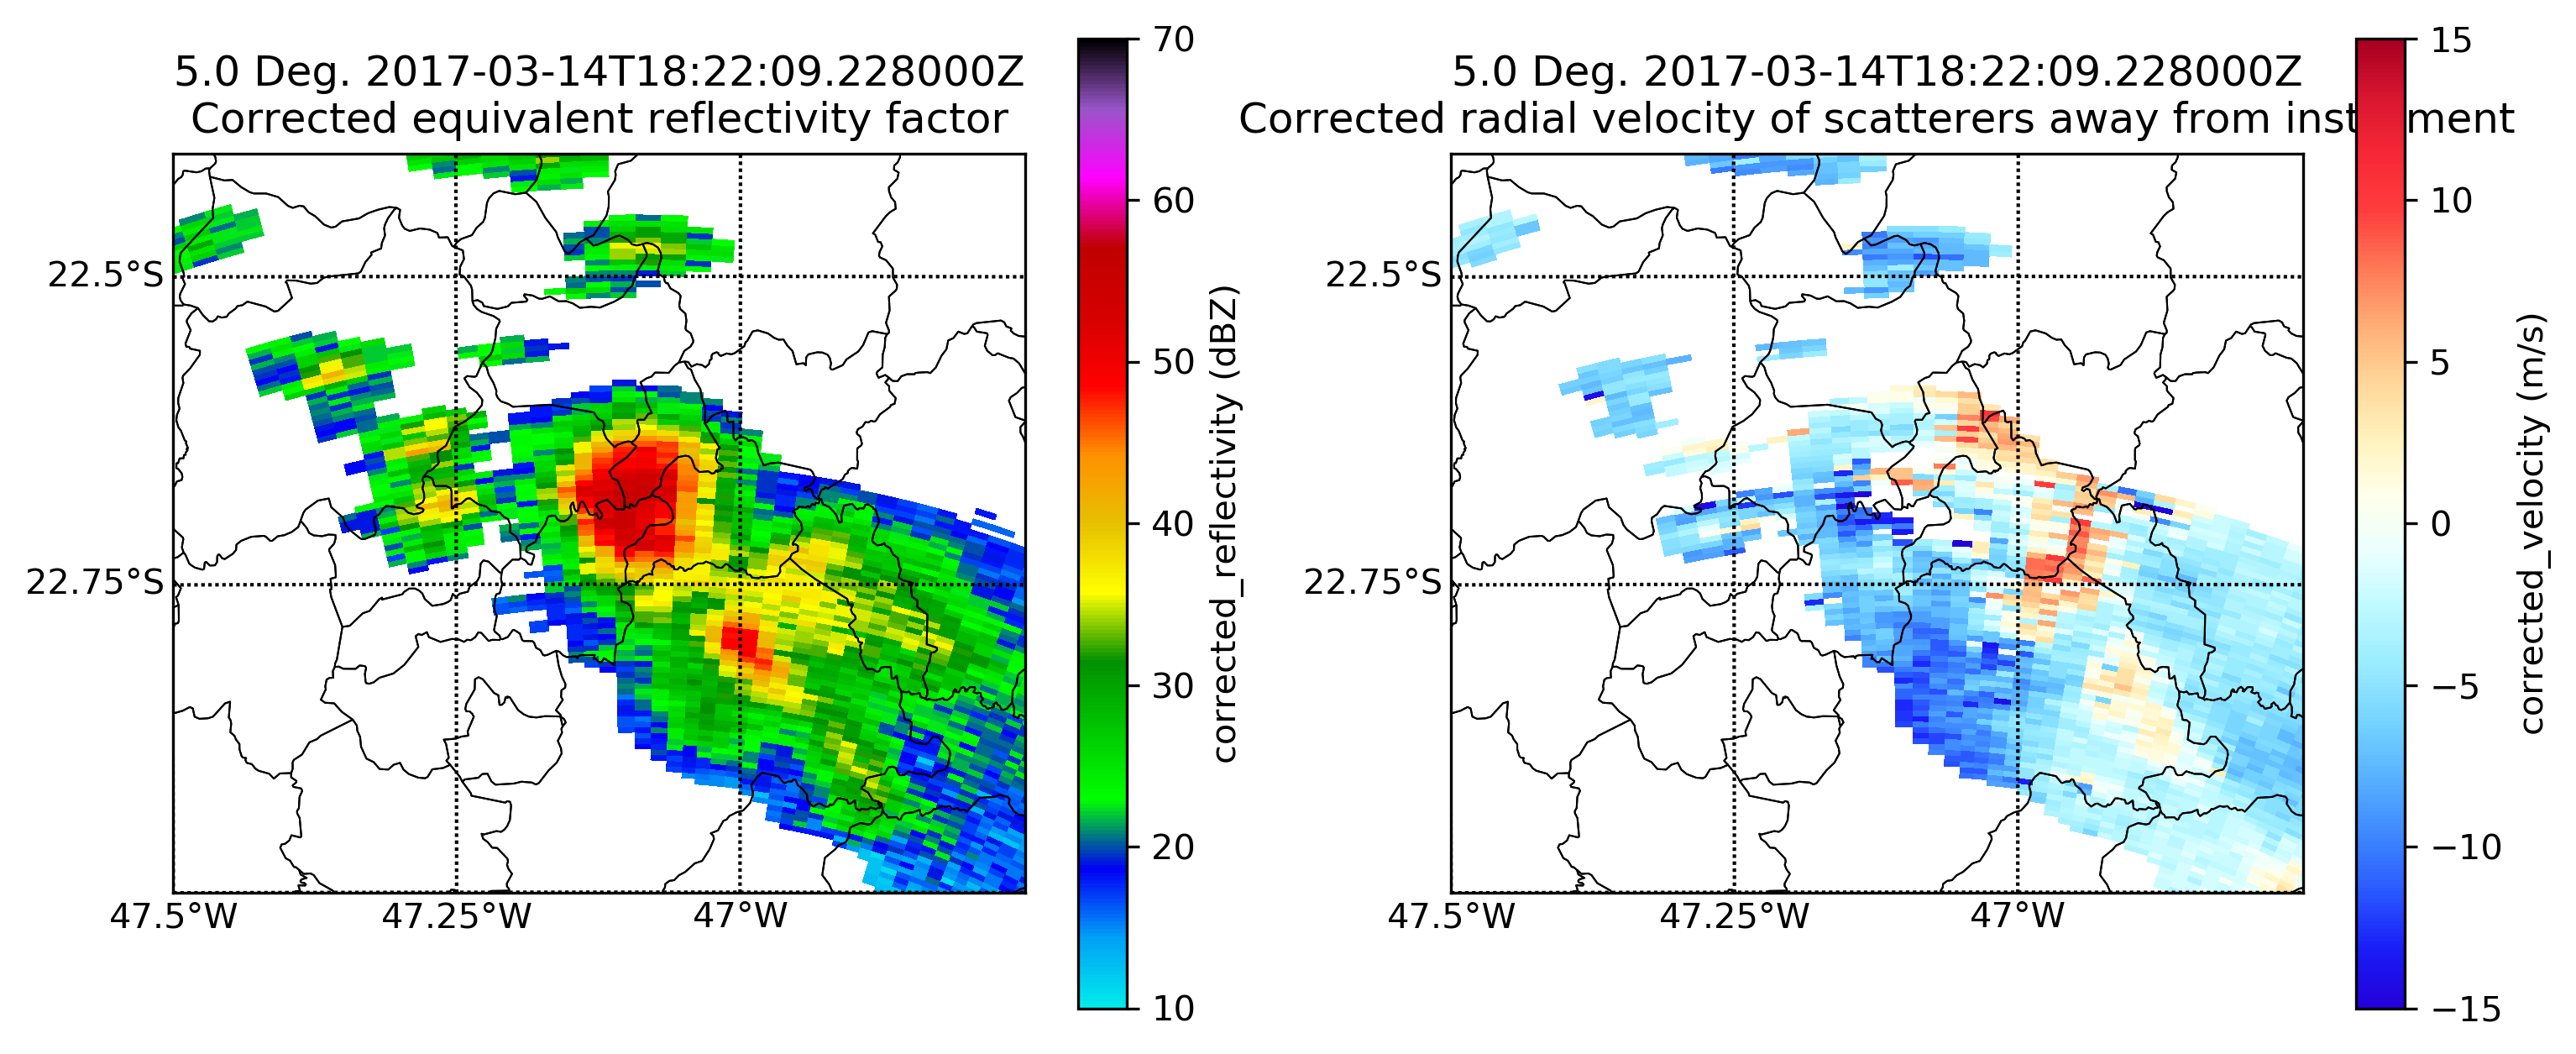 5.0 Deg. 2017-03-14T18:22:09.228000Z
Corrected equivalent reflectivity factor
22.5°S
22.75°S
47.5°W
47.25°W
47°W
70
60
50
40
30
20
10
corrected_reflectivity (dBZ)
5.0 Deg. 2017-03-14T18:22:09.228000Z
Corrected radial velocity of scatterers away from inst ment
22.5°S
22.75°S
47.5°W
47.25°W
47°W
15
10
5
0
−5
−10
−15
corrected_velocity (m/s)